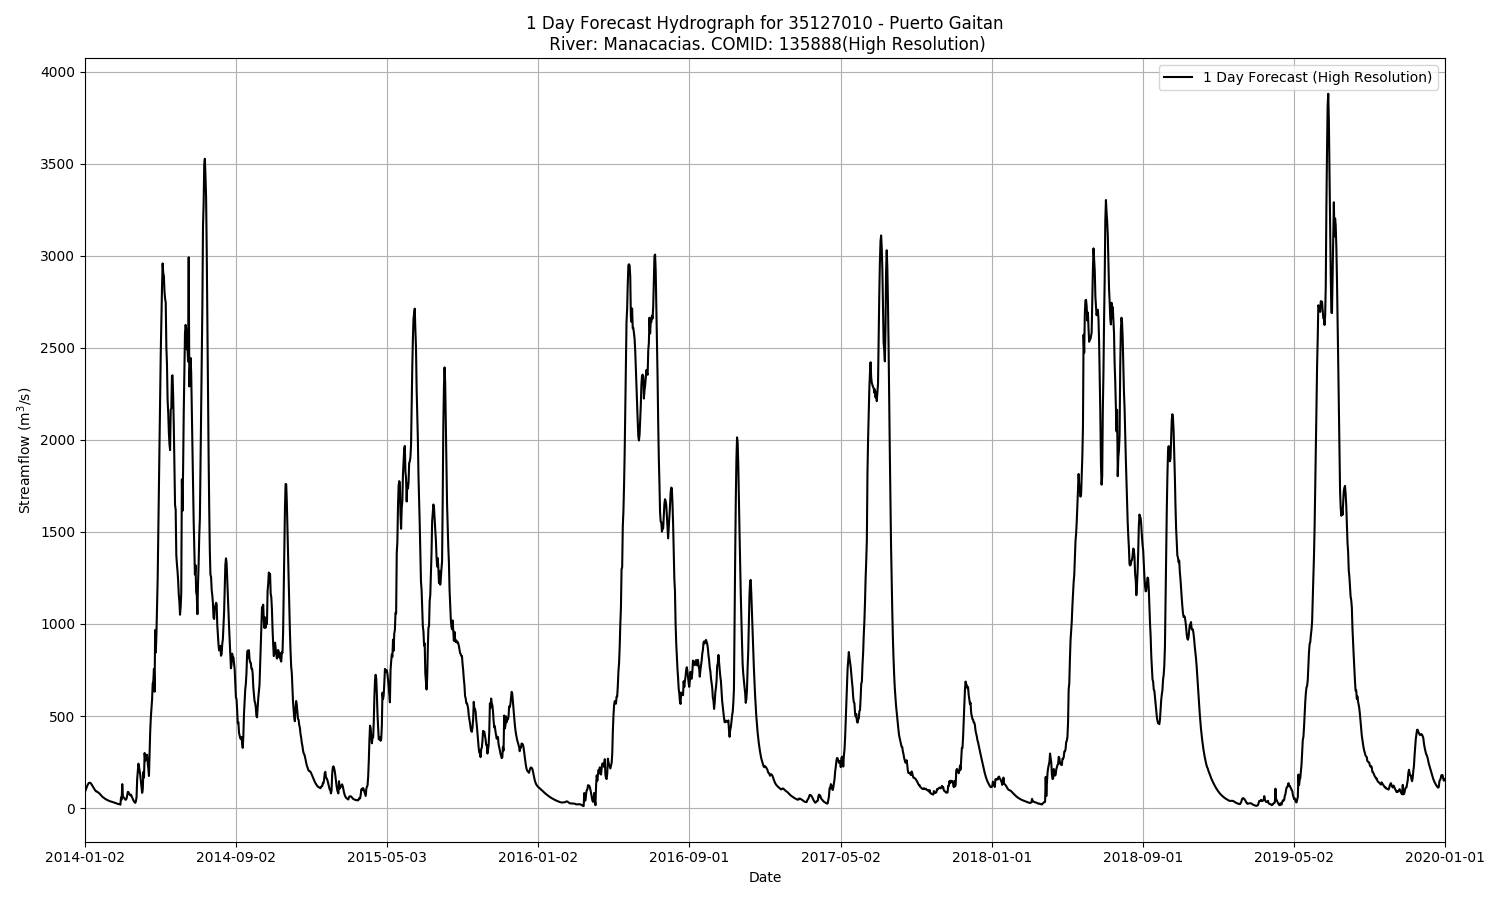 1 Day Forecast Hydrograph for 35127010 - Puerto Gaitan
River: Manacacias. COMID: 135888(High Resolution)
1 Day Forecast (High Resolution)
4000
3500
3000
2500
2000
1500
1000
500
0
Streamflow (m³/s)
2014-01-02 2014-09-02 2015-05-03 2016-01-02 2016-09-01 2017-05-02 2018-01-01 2018-09-01 2019-05-02 2020-01-01
Date